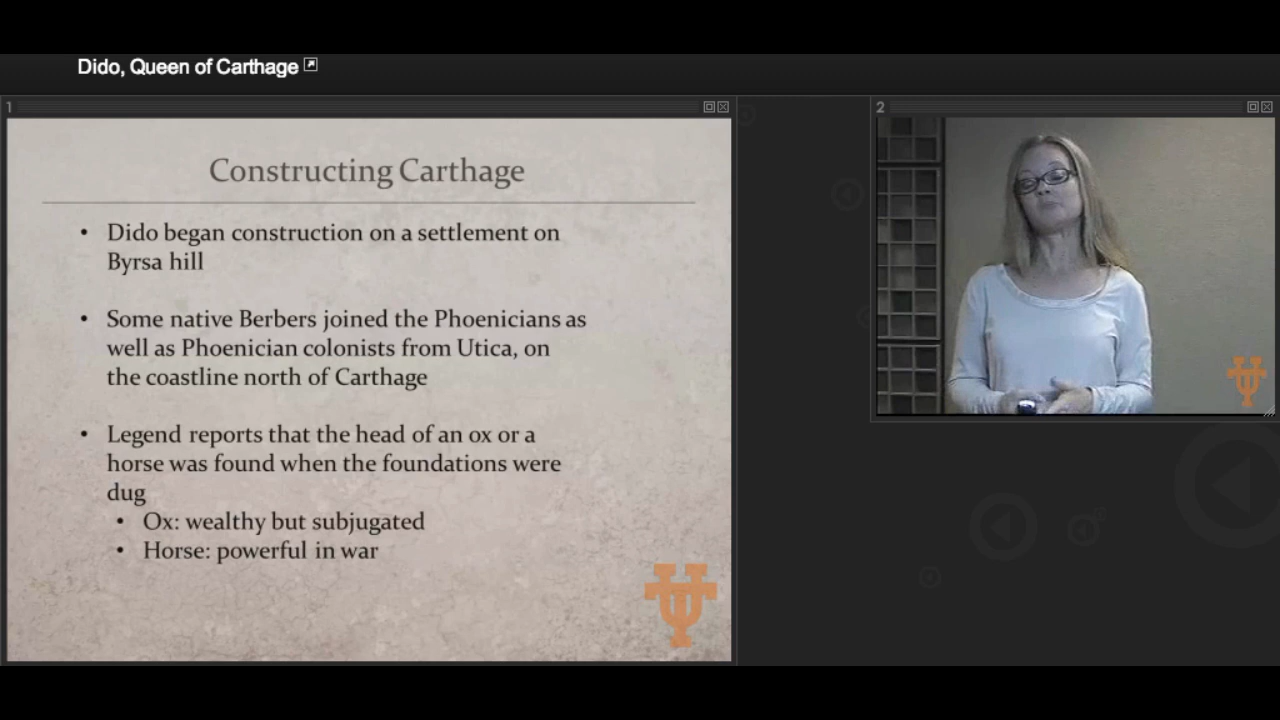 Dido, Queen of Carthage
1
2
Constructing Carthage
• Dido began construction on a settlement on
Byrsa hill
• Some native Berbers joined the Phoenicians as
well as Phoenician colonists from Utica, on
the coastline north of Carthage
• Legend reports that the head of an ox or a
horse was found when the foundations were
dug
• Ox: wealthy but subjugated
• Horse: powerful in war
UT
UT